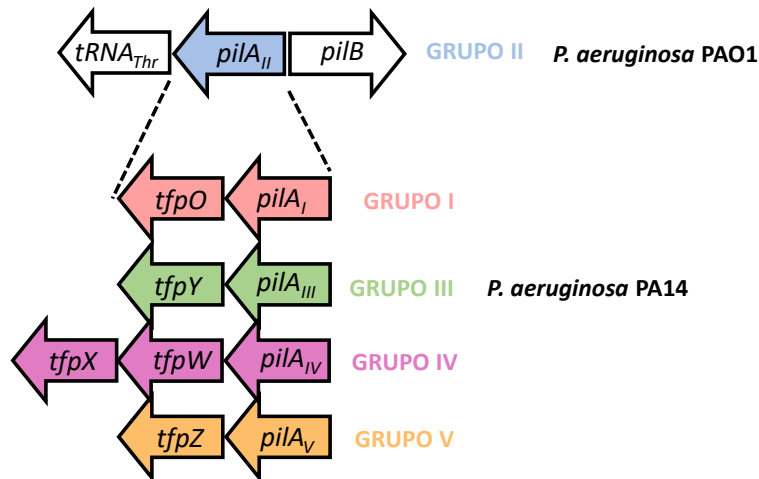 tRNAThr pilAII pilB GRUPO II P. aeruginosa PAO1
tfpO pilAI GRUPO I
tfpY pilAIII GRUPO III P. aeruginosa PA14
tfpX tfpW pilAIV GRUPO IV
tfpZ pilAV GRUPO V